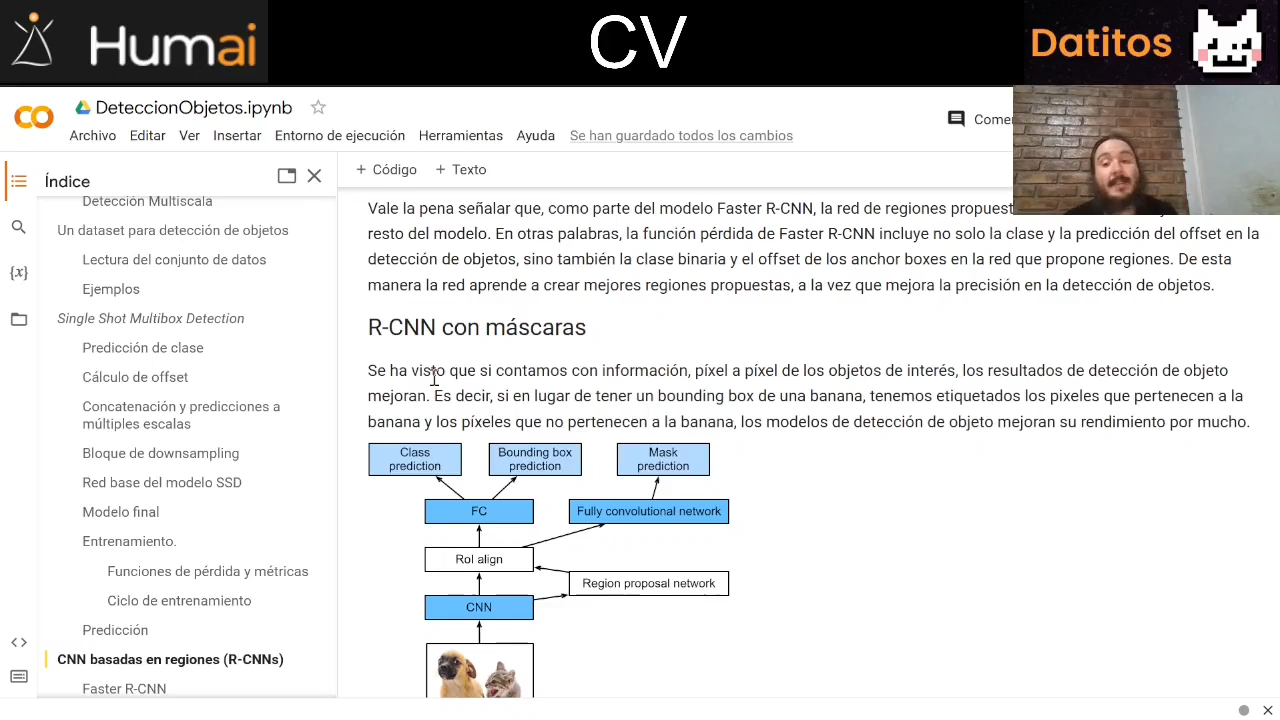 Humai
CV
Datitos
DeteccionObjetos.ipynb
Archivo Editar Ver Insertar Entorno de ejecución Herramientas Ayuda Se han guardado todos los cambios
Índice
+ Código + Texto
Detección Multiscala
Un dataset para detección de objetos
Lectura del conjunto de datos
Ejemplos
Single Shot Multibox Detection
Predicción de clase
Cálculo de offset
Concatenación y predicciones a
múltiples escalas
Bloque de downsampling
Red base del modelo SSD
Modelo final
Entrenamiento.
Funciones de pérdida y métricas
Ciclo de entrenamiento
Predicción
CNN basadas en regiones (R-CNNs)
Faster R-CNN
Vale la pena señalar que, como parte del modelo Faster R-CNN, la red de regiones
resto del modelo. En otras palabras, la función pérdida de Faster R-CNN incluye no solo la clase y la predicción del offset en la
detección de objetos, sino también la clase binaria y el offset de los anchor boxes en la red que propone regiones. De esta
manera la red aprende a crear mejores regiones propuestas, a la vez que mejora la precisión en la detección de objetos.
R-CNN con máscaras
Se ha visto que si contamos con información, píxel a píxel de los objetos de interés, los resultados de detección de objeto
mejoran. Es decir, si en lugar de tener un bounding box de una banana, tenemos etiquetados los pixeles que pertenecen a la
banana y los píxeles que no pertenecen a la banana, los modelos de detección de objeto mejoran su rendimiento por mucho.
Class
prediction
Bounding box
prediction
Mask
prediction
FC
Fully convolutional network
RoI align
Region proposal network
CNN